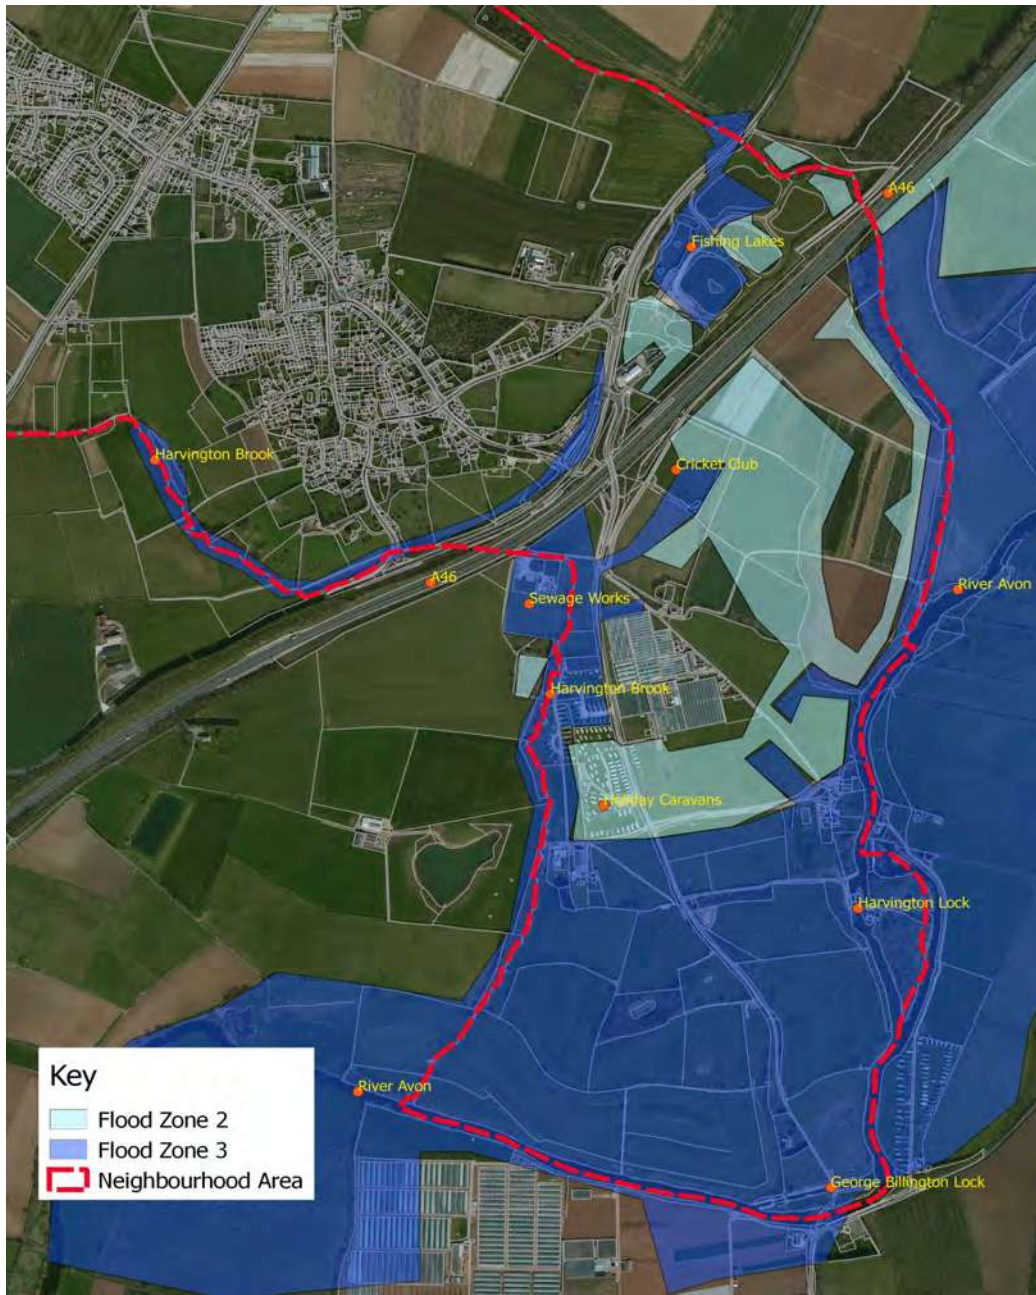 A46
Fishing Lakes
Harvington Brook
Cricket Club
A46
River Avon
Sewage Works
Harvington Brook
Holiday Caravans
Harvington Lock
Key
Flood Zone 2
Flood Zone 3
Neighbourhood Area
River Avon
George Billington Lock